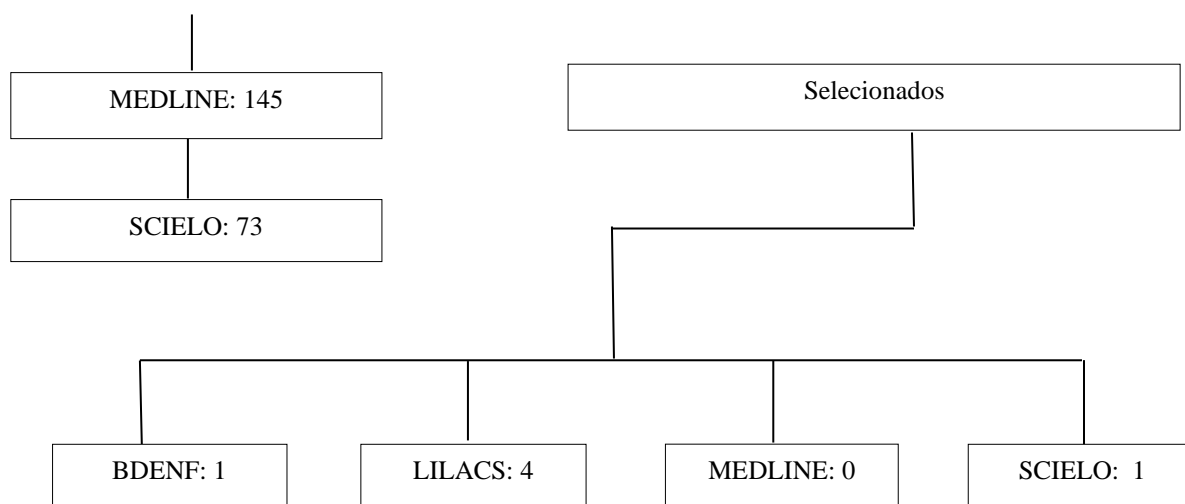 MEDLINE: 145
Selecionados
SCIELO: 73
BDENF: 1
LILACS: 4
MEDLINE: 0
SCIELO: 1